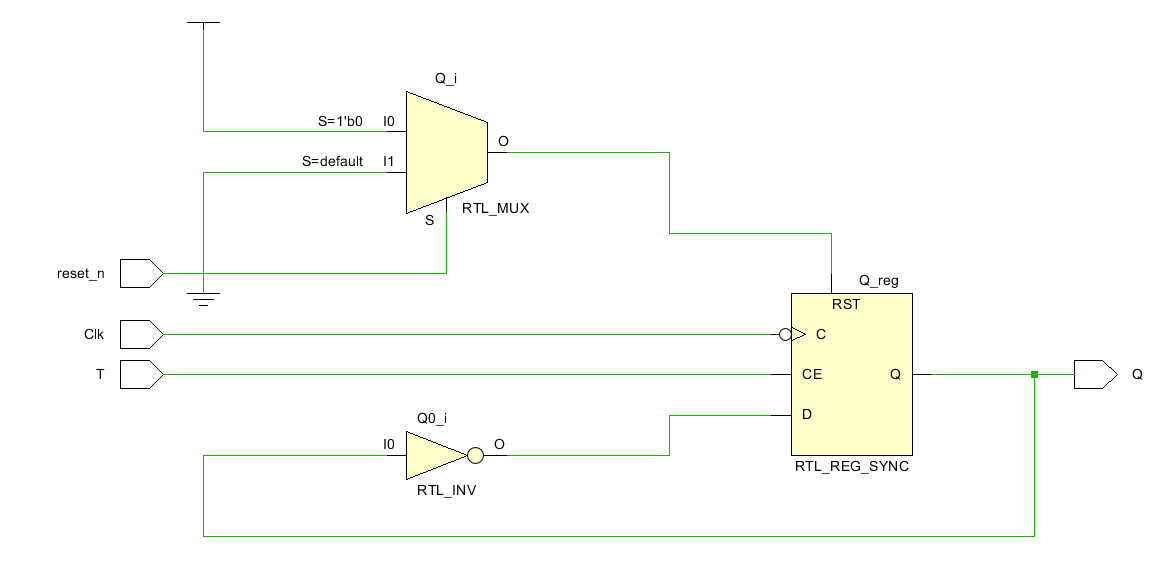 Q_i
S=1'b0 I0
O
S=default I1
S
RTL_MUX
reset_n
Q_reg
RST
Clk
C
T
CE
Q
Q
D
Q0_i
I0
O
RTL_REG_SYNC
RTL_INV